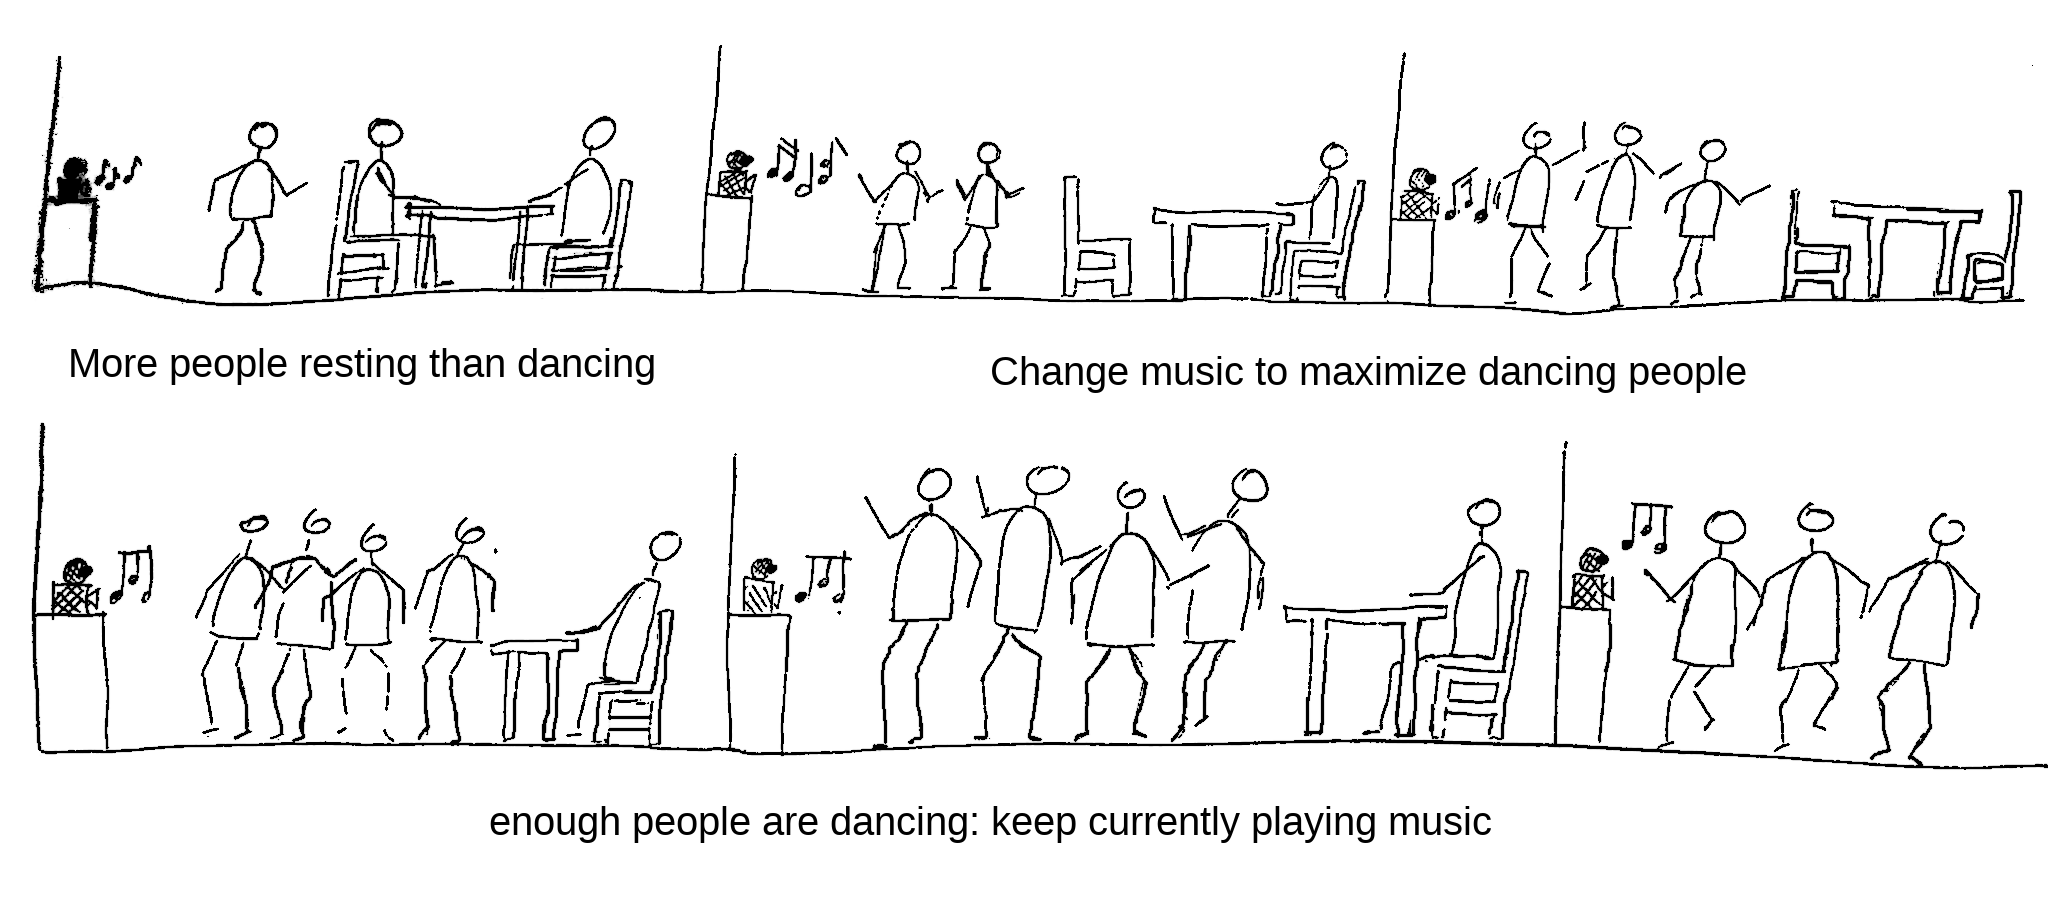 More people resting than dancing
Change music to maximize dancing people
enough people are dancing: keep currently playing music